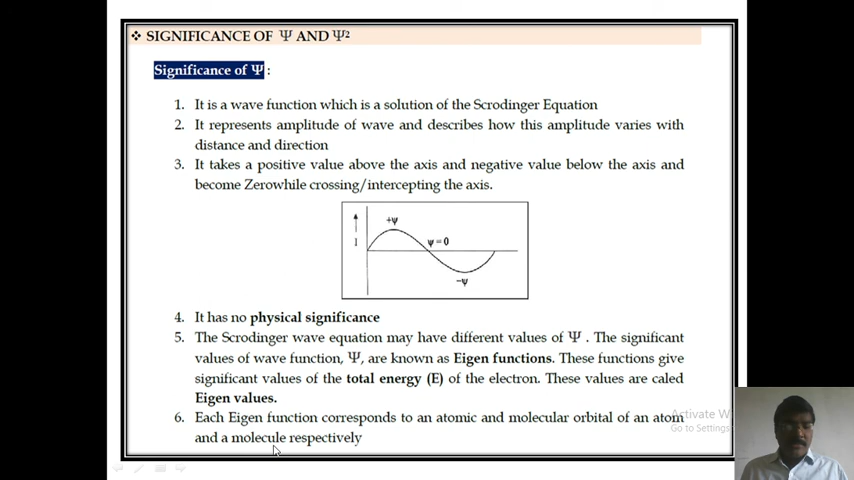 ❖ SIGNIFICANCE OF Ψ AND Ψ²
Significance of Ψ :
1. It is a wave function which is a solution of the Scrodinger Equation
2. It represents amplitude of wave and describes how this amplitude varies with
distance and direction
3. It takes a positive value above the axis and negative value below the axis and
become Zerowhile crossing/intercepting the axis.
+ψ
1
ψ=0
−ψ
4. It has no physical significance
5. The Scrodinger wave equation may have different values of Ψ . The significant
values of wave function, Ψ, are known as Eigen functions. These functions give
significant values of the total energy (E) of the electron. These values are caled
Eigen values.
6. Each Eigen function corresponds to an atomic and molecular orbital of an atom
and a molecule respectively
Activate W
Go to Settings